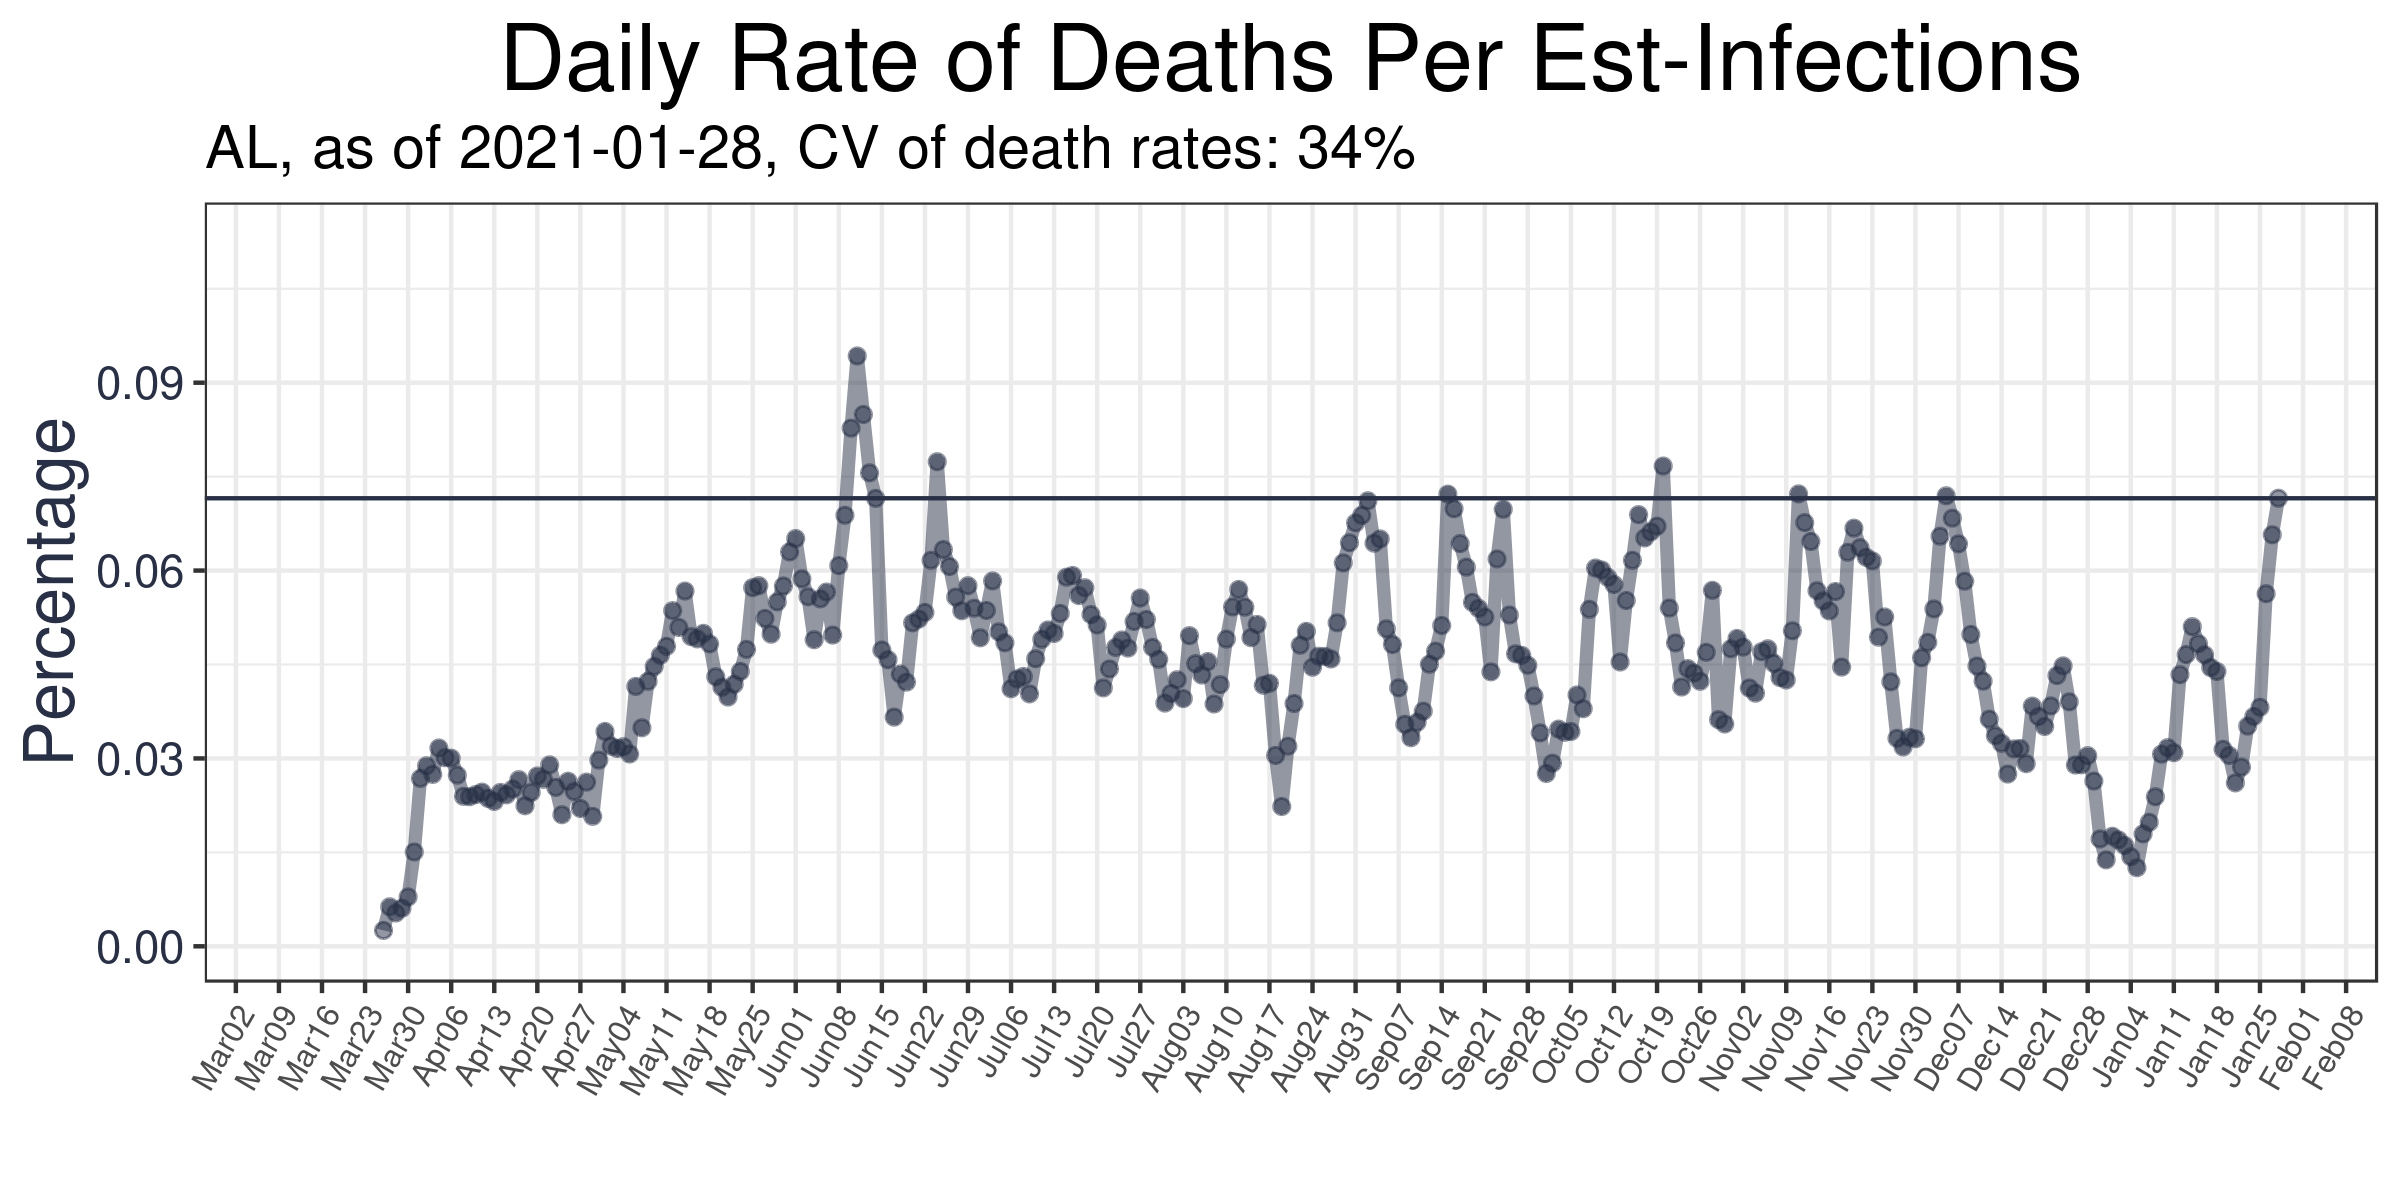 Daily Rate of Deaths Per Est-Infections
AL, as of 2021-01-28, CV of death rates: 34%
Percentage
0.09
0.06
0.03
0.00
Mar02
Mar09
Mar16
Mar23
Mar30
Apr06
Apr13
Apr20
Apr27
May04
May11
May18
May25
Jun01
Jun08
Jun15
Jun22
Jun29
Jul06
Jul13
Jul20
Jul27
Aug03
Aug10
Aug17
Aug24
Aug31
Sep07
Sep14
Sep21
Sep28
Oct05
Oct12
Oct19
Oct26
Nov02
Nov09
Nov16
Nov23
Nov30
Dec07
Dec14
Dec21
Dec28
Jan04
Jan11
Jan18
Jan25
Feb01
Feb08